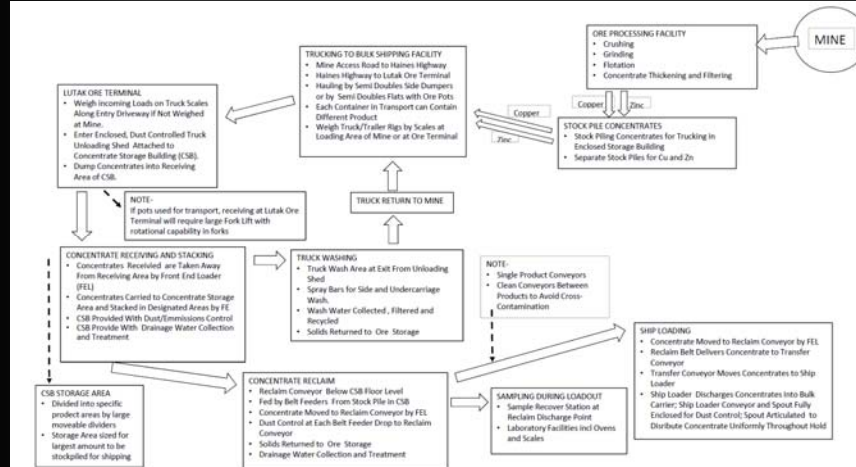 MINE
ORE PROCESSING FACILITY
• Crushing
• Grinding
• Flotation
• Concentrate Thickening and Filtering
Copper
Zinc
STOCK PILE CONCENTRATES
• Stock Piling Concentrates for Trucking in
Enclosed Storage Building
• Separate Stock Piles for Cu and Zn
Copper
Zinc
TRUCKING TO BULK SHIPPING FACILITY
• Mine Access Road to Haines Highway
• Haines Highway to Lutak Ore Terminal
• Hauling by Semi Doubles Side Dumpers
or by Semi Doubles Flats with Ore Pots
• Each Container in Transport can Contain
Different Product
• Weigh Truck/Trailer Rigs by Scales at
Loading Area of Mine or at Ore Terminal
LUTAK ORE TERMINAL
• Weigh incoming Loads on Truck Scales
Along Entry Driveway if Not Weighed
at Mine.
• Enter Enclosed, Dust Controlled Truck
Unloading Shed Attached to
Concentrate Storage Building (CSB).
• Dump Concentrates into Receiving
Area of CSB.
NOTE-
If pots used for transport, receiving at Lutak Ore
Terminal will require large Fork Lift with
rotational capability in forks
TRUCK RETURN TO MINE
CONCENTRATE RECEIVING AND STACKING
• Concentrates Receivied are Taken Away
From Receiving Area by Front End Loader
(FEL)
• Concentrates Carried to Concentrate Storage
Area and Stacked in Designated Areas by FE
• CSB Provided With Dust/Emmissions Control
• CSB Provide With Drainage Water Collection
and Treatment
TRUCK WASHING
• Truck Wash Area at Exit From Unloading
Shed
• Spray Bars for Side and Undercarriage
Wash.
• Wash Water Collected , Filtered and
Recycled
• Solids Returned to Ore Storage
NOTE-
• Single Product Conveyors
• Clean Conveyors Between
Products to Avoid Cross-
Contamination
CSB STORAGE AREA
• Divided into specific
product areas by large
moveable dividers
• Storage Area sized for
largest amount to be
stockpiled for shipping
CONCENTRATE RECLAIM
• Reclaim Conveyor Below CSB Floor Level
• Fed by Belt Feeders From Stock Pile in CSB
• Concentrate Moved to Reclaim Conveyor by FEL
• Dust Control at Each Belt Feeder Drop to Reclaim
Conveyor
• Solids Returned to Ore Storage
• Drainage Water Collection and Treatment
SAMPLING DURING LOADOUT
• Sample Recover Station at
Reclaim Discharge Point
• Laboratory Facilities incl Ovens
and Scales
SHIP LOADING
• Concentrate Moved to Reclaim Conveyor by FEL
• Reclaim Belt Delivers Concentrate to Transfer
Conveyor
• Transfer Conveyor Moves Concentrates to Ship
Loader
• Ship Loader Discharges Concentrates Into Bulk
Carrier; Ship Loader Conveyor and Spout Fully
Enclosed for Dust Control; Spout Articulated to
Disribute Concentrate Uniformly Throughout Hold